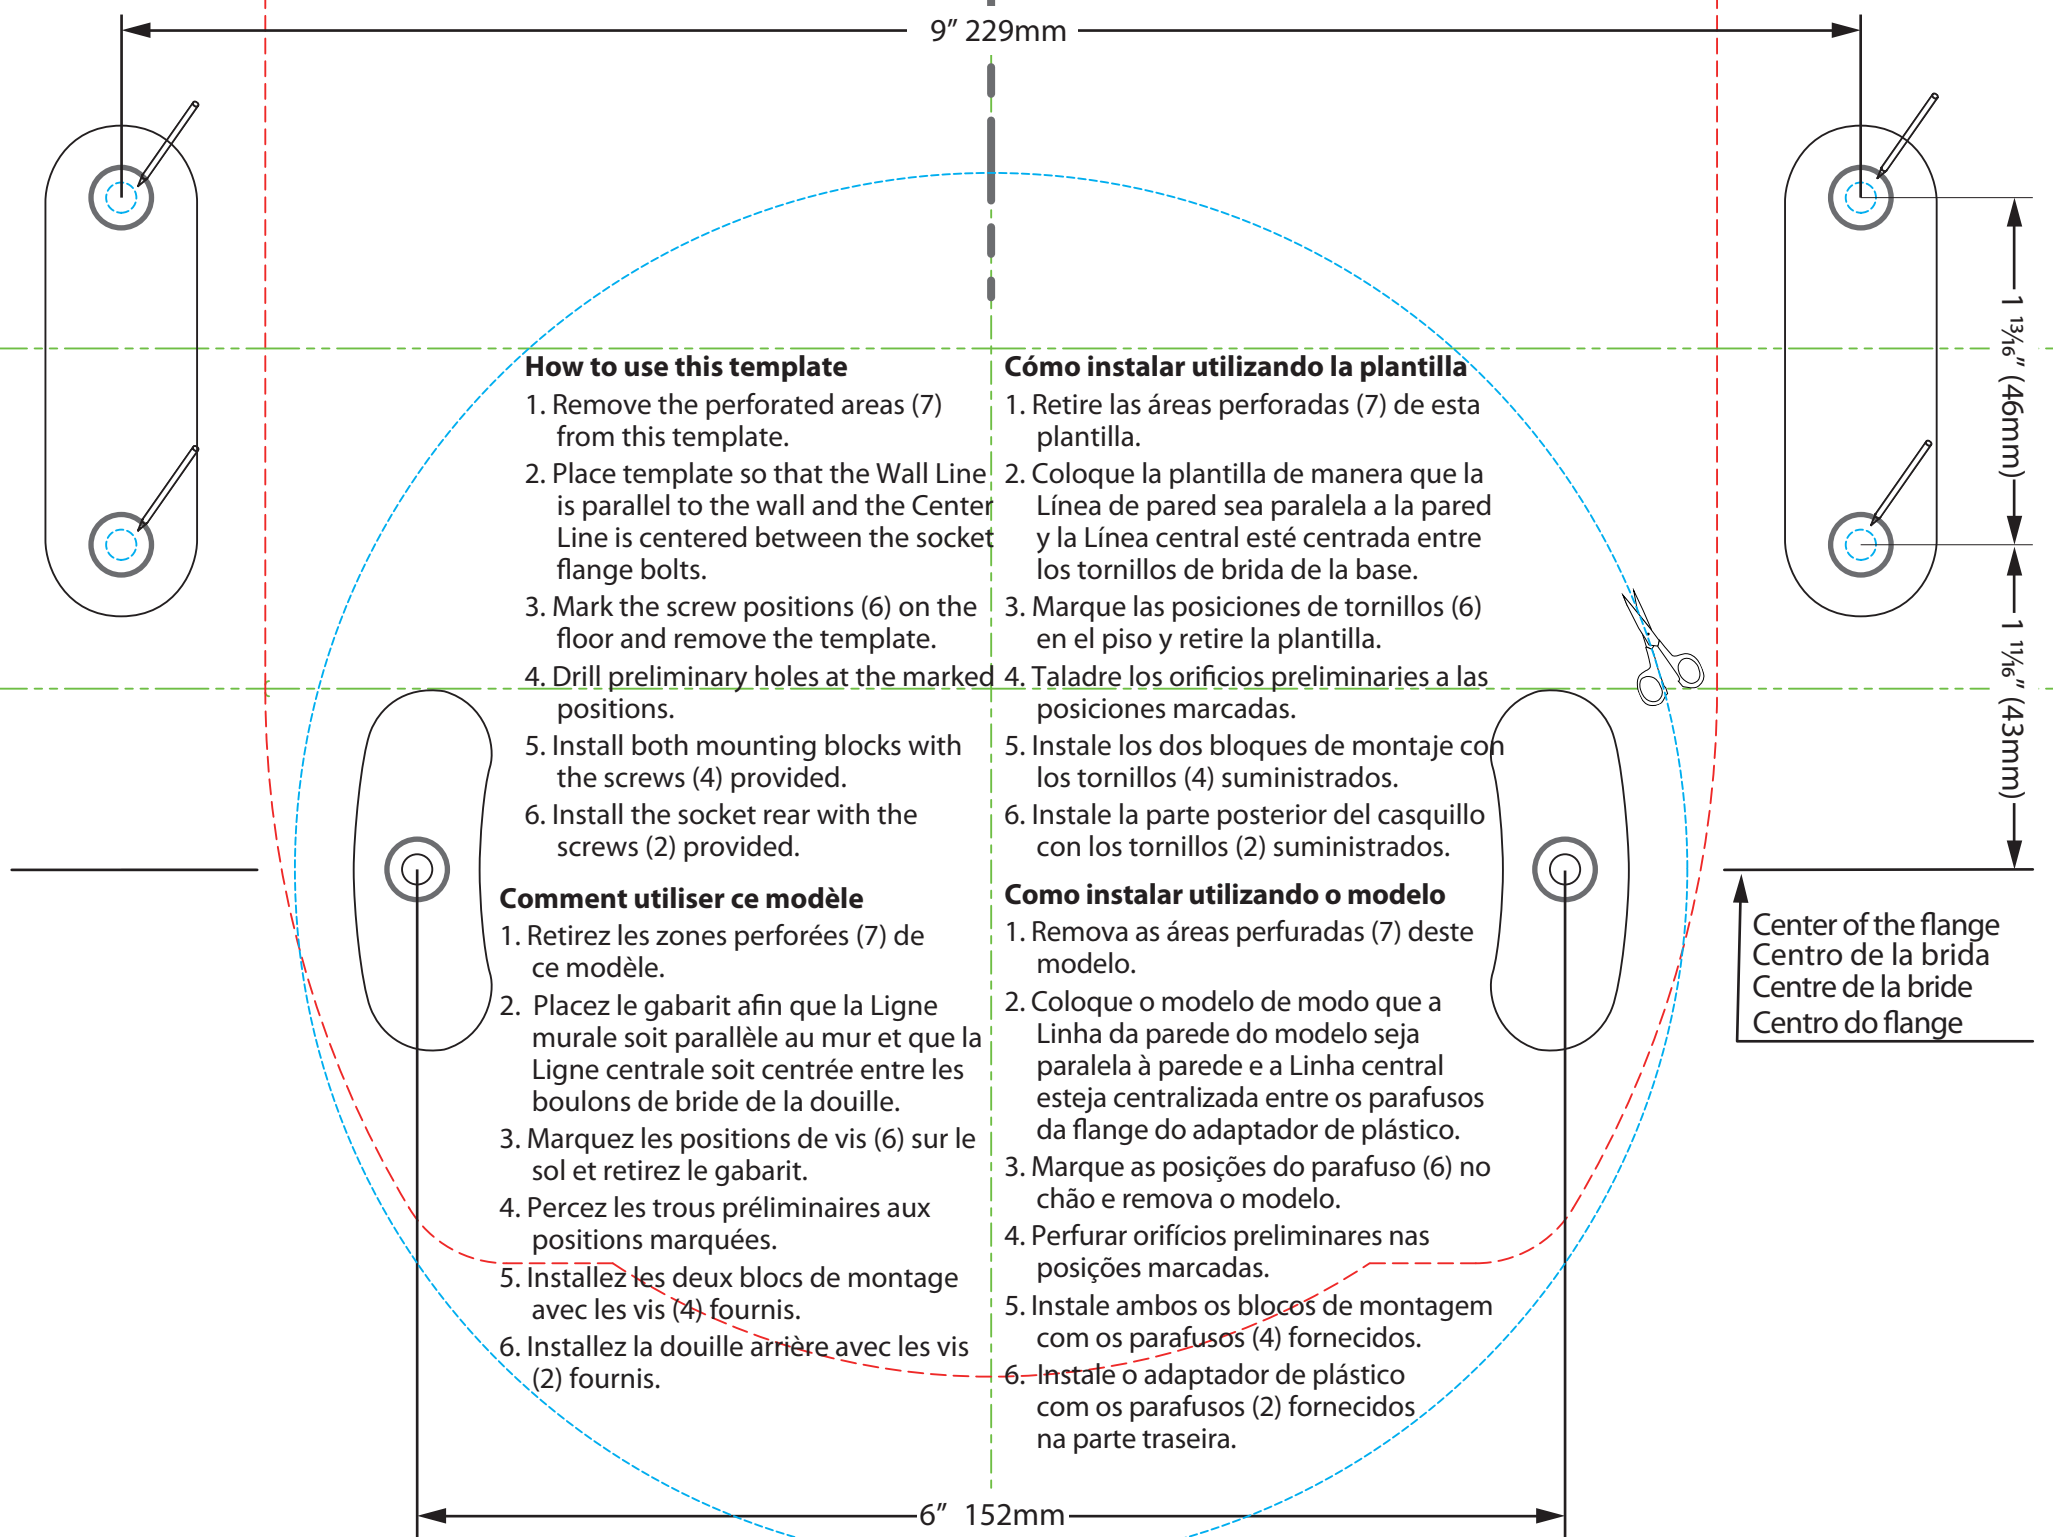 9” 229mm
How to use this template
1. Remove the perforated areas (7)
from this template.
2. Place template so that the Wall Line
is parallel to the wall and the Center
Line is centered between the socket
flange bolts.
3. Mark the screw positions (6) on the
floor and remove the template.
4. Drill preliminary holes at the marked
positions.
5. Install both mounting blocks with
the screws (4) provided.
6. Install the socket rear with the
screws (2) provided.
Comment utiliser ce modèle
1. Retirez les zones perforées (7) de
ce modèle.
2. Placez le gabarit afin que la Ligne
murale soit parallèle au mur et que la
Ligne centrale soit centrée entre les
boulons de bride de la douille.
3. Marquez les positions de vis (6) sur le
sol et retirez le gabarit.
4. Percez les trous préliminaires aux
positions marquées.
5. Installez les deux blocs de montage
avec les vis (4) fournis.
6. Installez la douille arrière avec les vis
(2) fournis.
Cómo instalar utilizando la plantilla
1. Retire las áreas perforadas (7) de esta
plantilla.
2. Coloque la plantilla de manera que la
Línea de pared sea paralela a la pared
y la Línea central esté centrada entre
los tornillos de brida de la base.
3. Marque las posiciones de tornillos (6)
en el piso y retire la plantilla.
4. Taladre los orificios preliminaries a las
posiciones marcadas.
5. Instale los dos bloques de montaje con
los tornillos (4) suministrados.
6. Instale la parte posterior del casquillo
con los tornillos (2) suministrados.
Como instalar utilizando o modelo
1. Remova as áreas perfuradas (7) deste
modelo.
2. Coloque o modelo de modo que a
Linha da parede do modelo seja
paralela à parede e a Linha central
esteja centralizada entre os parafusos
da flange do adaptador de plástico.
3. Marque as posições do parafuso (6) no
chão e remova o modelo.
4. Perfurar orifícios preliminares nas
posições marcadas.
5. Instale ambos os blocos de montagem
com os parafusos (4) fornecidos.
6. Instale o adaptador de plástico
com os parafusos (2) fornecidos
na parte traseira.
1 13⁄16” (46mm)
1 11⁄16” (43mm)
Center of the flange
Centro de la brida
Centre de la bride
Centro do flange
6” 152mm